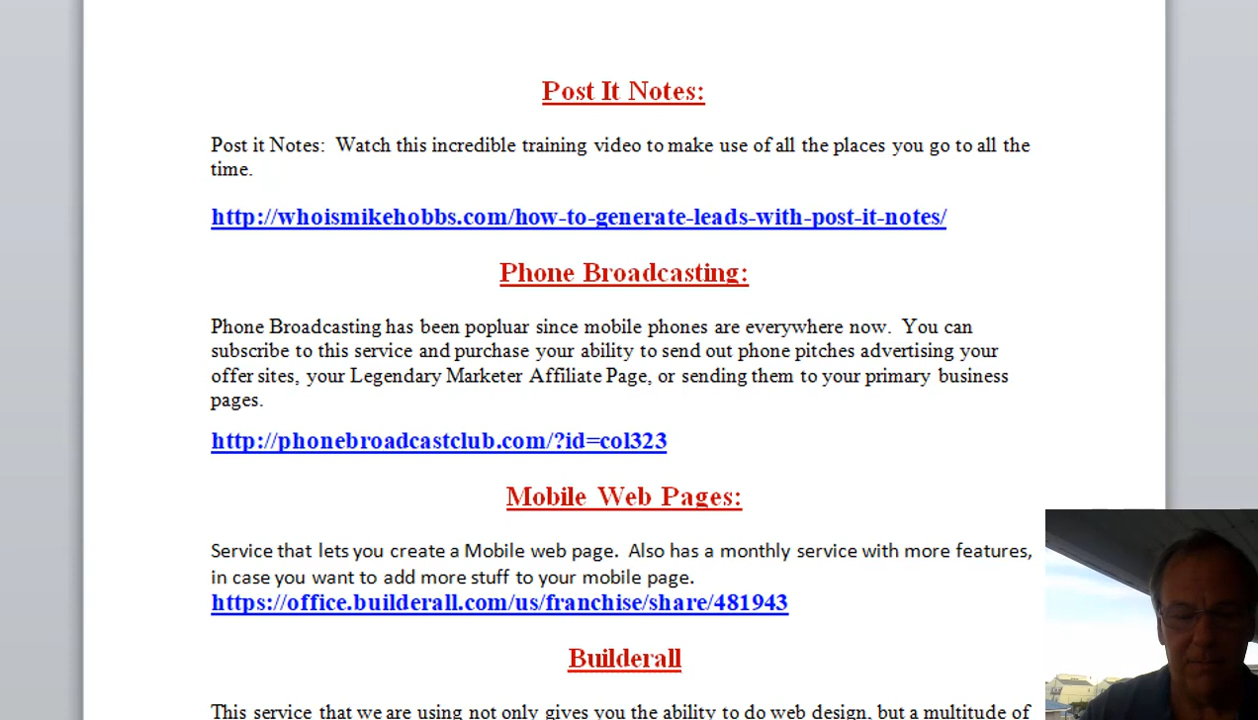 Post It Notes:
Post it Notes:  Watch this incredible training video to make use of all the places you go to all the
time.
http://whoismikehobbs.com/how-to-generate-leads-with-post-it-notes/
Phone Broadcasting:
Phone Broadcasting has been popluar since mobile phones are everywhere now.  You can
subscribe to this service and purchase your ability to send out phone pitches advertising your
offer sites, your Legendary Marketer Affiliate Page, or sending them to your primary business
pages.
http://phonebroadcastclub.com/?id=col323
Mobile Web Pages:
Service that lets you create a Mobile web page.  Also has a monthly service with more features,
in case you want to add more stuff to your mobile page.
https://office.builderall.com/us/franchise/share/481943
Builderall
This service that we are using not only gives you the ability to do web design, but a multitude of